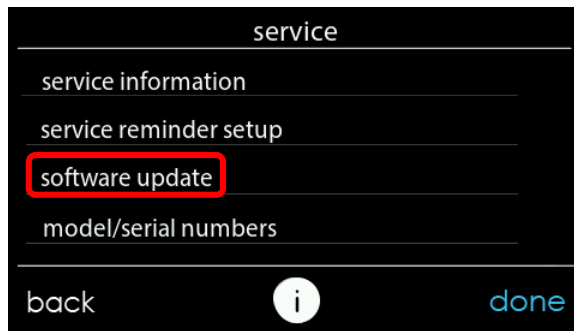 service
service information
service reminder setup
software update
model/serial numbers
back i done